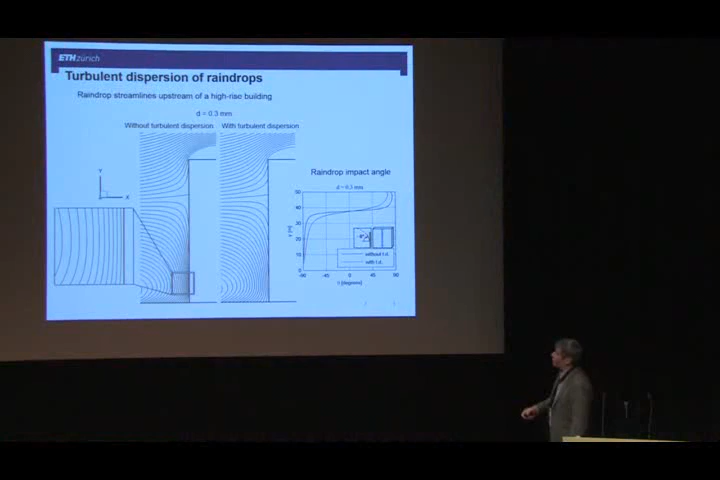 ETHzürich
Turbulent dispersion of raindrops
Raindrop streamlines upstream of a high-rise building
d = 0.3 mm
Without turbulent dispersion
With turbulent dispersion
Y
X
Raindrop impact angle
d = 0.3 mm
50
40
30
20
10
0
without t.d.
with t.d.
-90 -45 0 45 90
[degrees]